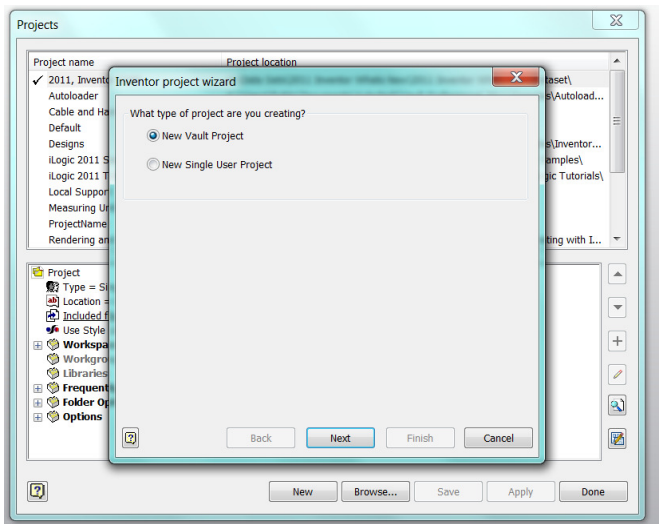 Projects
Project name Project location
2011, Invento taset\
Inventor project wizard
Autoloader s\Autoload...
Cable and Ha
What type of project are you creating?
Default
New Vault Project
Designs s\Inventor...
iLogic 2011 S amples\
New Single User Project
iLogic 2011 T gic Tutorials\
Local Suppor
Measuring Un
ProjectName
Rendering an ting with I...
Project
Type = Si
Location =
Included f
Use Style
Workspa
Workgro
Libraries
Frequent
Folder Op
Options
Back Next Finish Cancel
New Browse... Save Apply Done